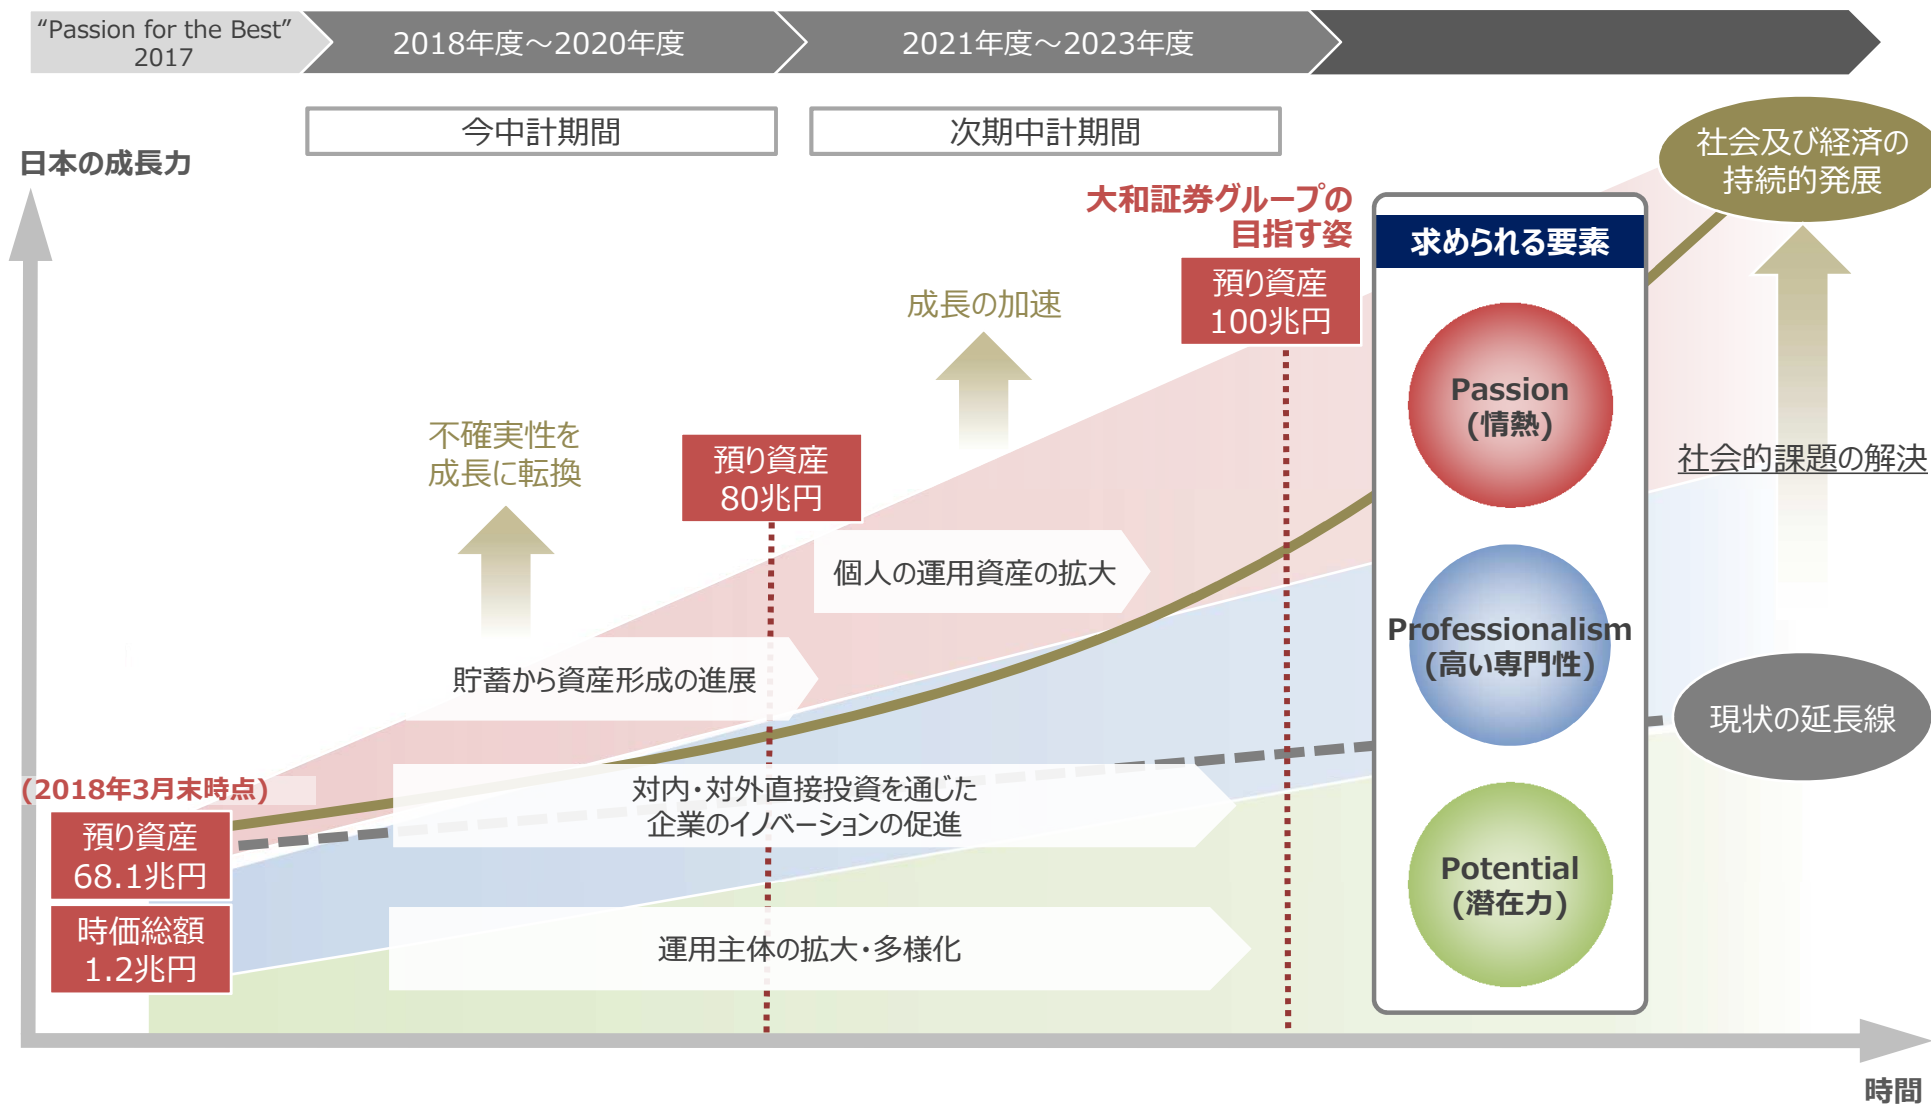 “Passion for the Best”
2017
2018年度～2020年度
2021年度～2023年度
今中計期間
次期中計期間
日本の成長力
社会及び経済の
持続的発展
大和証券グループの
目指す姿
求められる要素
預り資産
100兆円
成長の加速
Passion
(情熱)
不確実性を
成長に転換
預り資産
80兆円
社会的課題の解決
個人の運用資産の拡大
Professionalism
(高い専門性)
貯蓄から資産形成の進展
現状の延長線
(2018年3月末時点)
対内・対外直接投資を通じた
企業のイノベーションの促進
預り資産
68.1兆円
Potential
(潜在力)
時価総額
1.2兆円
運用主体の拡大・多様化
時間